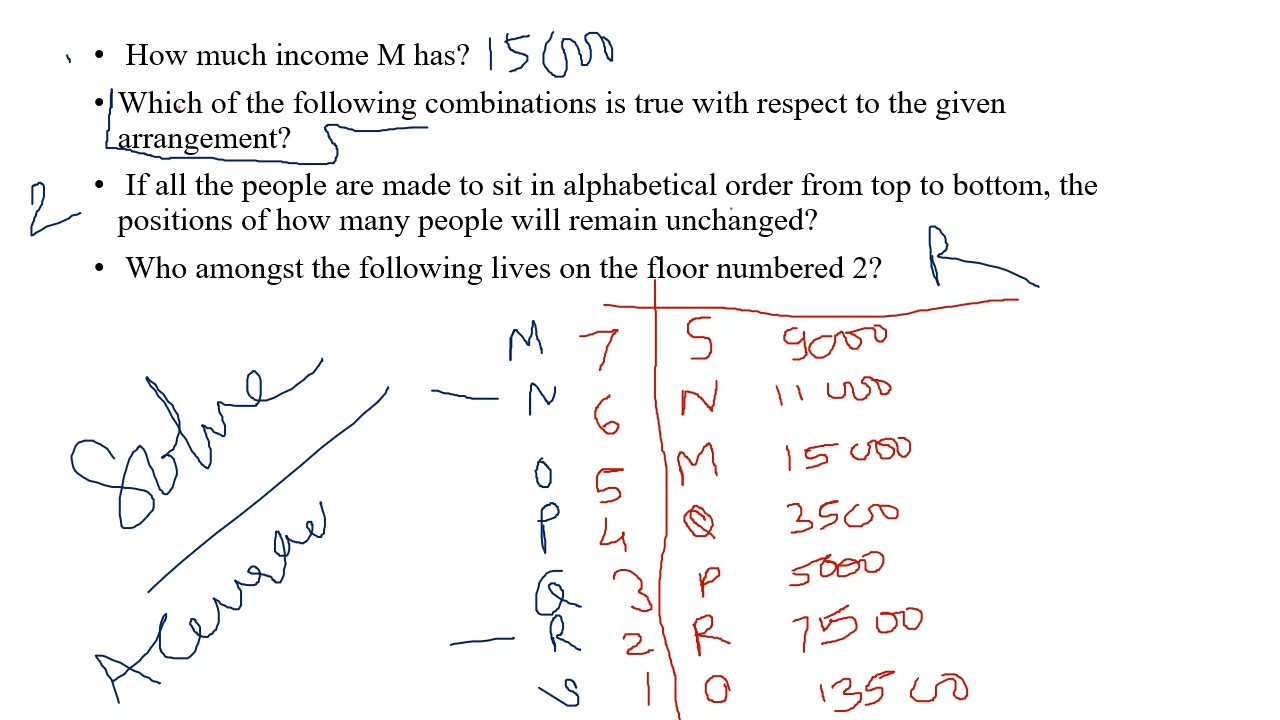 • How much income M has? 15000
• Which of the following combinations is true with respect to the given
arrangement?
• If all the people are made to sit in alphabetical order from top to bottom, the
2 positions of how many people will remain unchanged?
• Who amongst the following lives on the floor numbered 2? R
M 7 S 9000
N 6 N 11000
O 5 M 15000
P 4 Q 3500
Q 3 P 5000
R 2 R 7500
S 1 O 13500
Solve